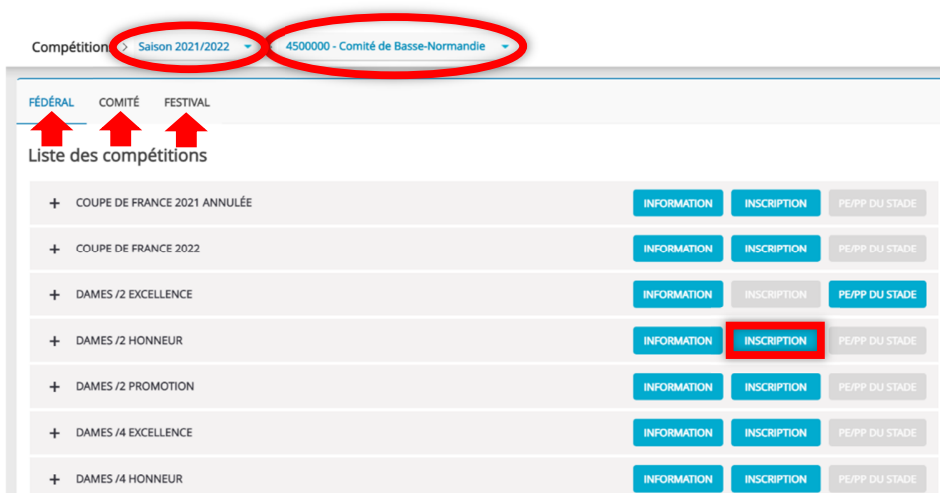 Compétition > Saison 2021/2022 4500000 - Comité de Basse-Normandie
FÉDÉRAL COMITÉ FESTIVAL
Liste des compétitions
+ COUPE DE FRANCE 2021 ANNULÉE INFORMATION INSCRIPTION PE/PP DU STADE
+ COUPE DE FRANCE 2022 INFORMATION INSCRIPTION PE/PP DU STADE
+ DAMES /2 EXCELLENCE INFORMATION INSCRIPTION PE/PP DU STADE
+ DAMES /2 HONNEUR INFORMATION INSCRIPTION PE/PP DU STADE
+ DAMES /2 PROMOTION INFORMATION INSCRIPTION PE/PP DU STADE
+ DAMES /4 EXCELLENCE INFORMATION INSCRIPTION PE/PP DU STADE
+ DAMES /4 HONNEUR INFORMATION INSCRIPTION PE/PP DU STADE